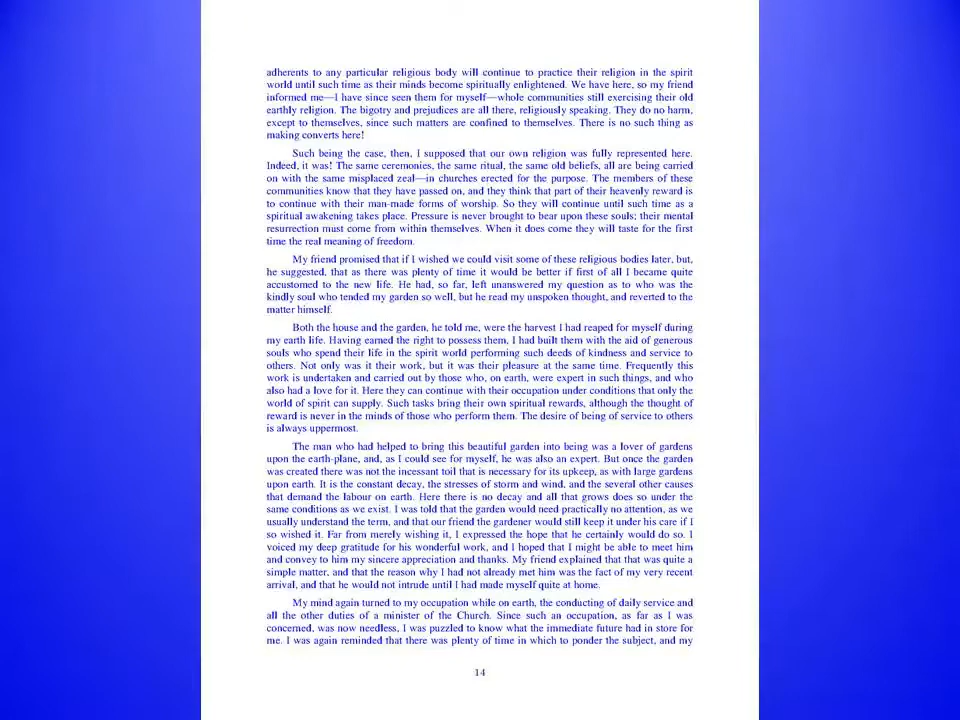 adherents to any particular religious body will continue to practice their religion in the spirit
world until such time as their minds become spiritually enlightened. We have here, so my friend
informed me—I have since seen them for myself—whole communities still exercising their old
earthly religion. The bigotry and prejudices are all there, religiously speaking. They do no harm,
except to themselves, since such matters are confined to themselves. There is no such thing as
making converts here!
Such being the case, then, I supposed that our own religion was fully represented here.
Indeed, it was! The same ceremonies, the same ritual, the same old beliefs, all are being carried
on with the same misplaced zeal—in churches erected for the purpose. The members of these
communities know that they have passed on, and they think that part of their heavenly reward is
to continue with their man-made forms of worship. So they will continue until such time as a
spiritual awakening takes place. Pressure is never brought to bear upon these souls; their mental
resurrection must come from within themselves. When it does come they will taste for the first
time the real meaning of freedom.
My friend promised that if I wished we could visit some of these religious bodies later, but,
he suggested, that as there was plenty of time it would be better if first of all I became quite
accustomed to the new life. He had, so far, left unanswered my question as to who was the
kindly soul who tended my garden so well, but he read my unspoken thought, and reverted to the
matter himself.
Both the house and the garden, he told me, were the harvest I had reaped for myself during
my earth life. Having earned the right to possess them, I had built them with the aid of generous
souls who spend their life in the spirit world performing such deeds of kindness and service to
others. Not only was it their work, but it was their pleasure at the same time. Frequently this
work is undertaken and carried out by those who, on earth, were expert in such things, and who
also had a love for it. Here they can continue with their occupation under conditions that only the
world of spirit can supply. Such tasks bring their own spiritual rewards, although the thought of
reward is never in the minds of those who perform them. The desire of being of service to others
is always uppermost.
The man who had helped to bring this beautiful garden into being was a lover of gardens
upon the earth-plane, and, as I could see for myself, he was also an expert. But once the garden
was created there was not the incessant toil that is necessary for its upkeep, as with large gardens
upon earth. It is the constant decay, the stresses of storm and wind, and the several other causes
that demand the labour on earth. Here there is no decay and all that grows does so under the
same conditions as we exist. I was told that the garden would need practically no attention, as we
usually understand the term, and that our friend the gardener would still keep it under his care if I
so wished it. Far from merely wishing it, I expressed the hope that he certainly would do so. I
voiced my deep gratitude for his wonderful work, and I hoped that I might be able to meet him
and convey to him my sincere appreciation and thanks. My friend explained that that was quite a
simple matter, and that the reason why I had not already met him was the fact of my very recent
arrival, and that he would not intrude until I had made myself quite at home.
My mind again turned to my occupation while on earth, the conducting of daily service and
all the other duties of a minister of the Church. Since such an occupation, as far as I was
concerned, was now needless, I was puzzled to know what the immediate future had in store for
me. I was again reminded that there was plenty of time in which to ponder the subject, and my
14